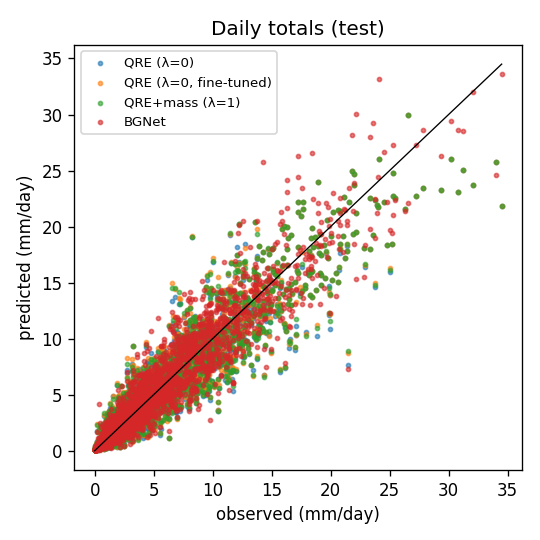 Daily totals (test)
QRE (λ=0)
QRE (λ=0, fine-tuned)
QRE+mass (λ=1)
BGNet
predicted (mm/day)
35
30
25
20
15
10
5
0
0 5 10 15 20 25 30 35
observed (mm/day)